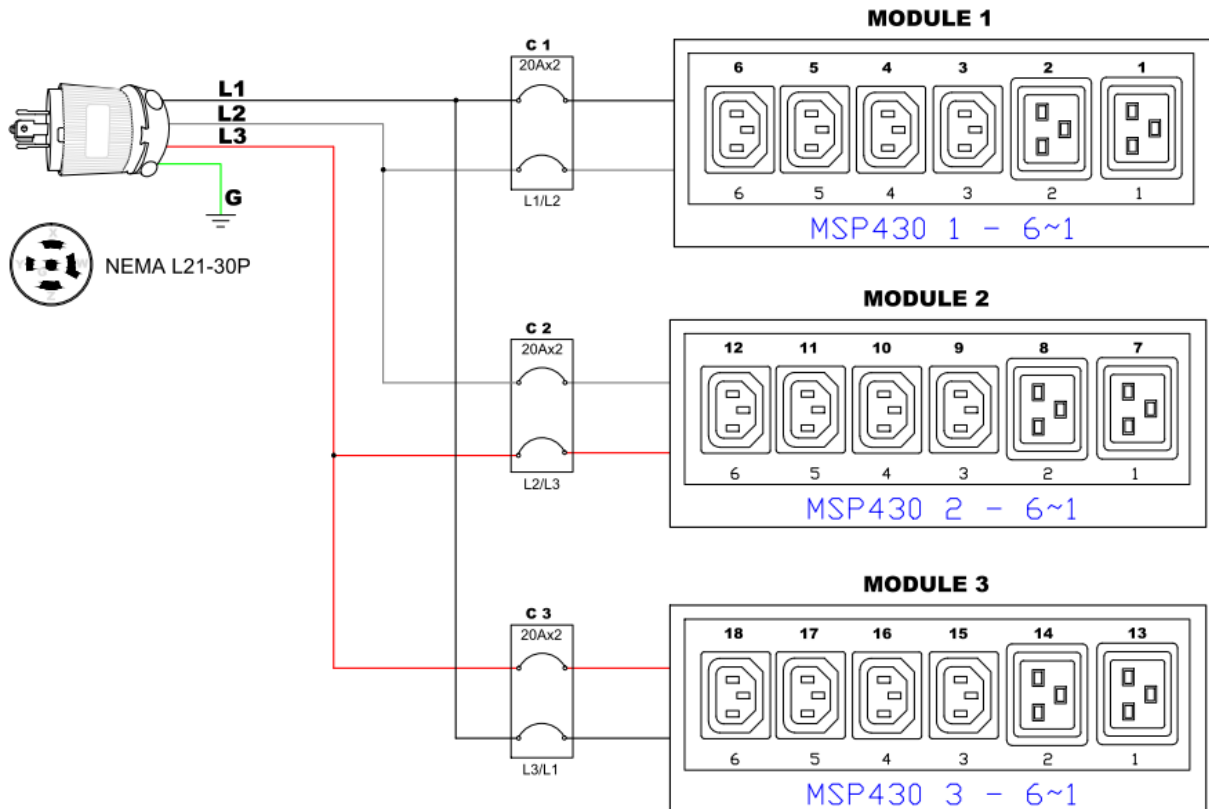 MODULE 1
C 1
20Ax2
L1/L2
6 5 4 3 2 1
6 5 4 3 2 1
MSP430 1 - 6~1
L1
L2
L3
G
X
Y
W
G
Z
NEMA L21-30P
MODULE 2
C 2
20Ax2
L2/L3
12 11 10 9 8 7
6 5 4 3 2 1
MSP430 2 - 6~1
MODULE 3
C 3
20Ax2
L3/L1
18 17 16 15 14 13
6 5 4 3 2 1
MSP430 3 - 6~1